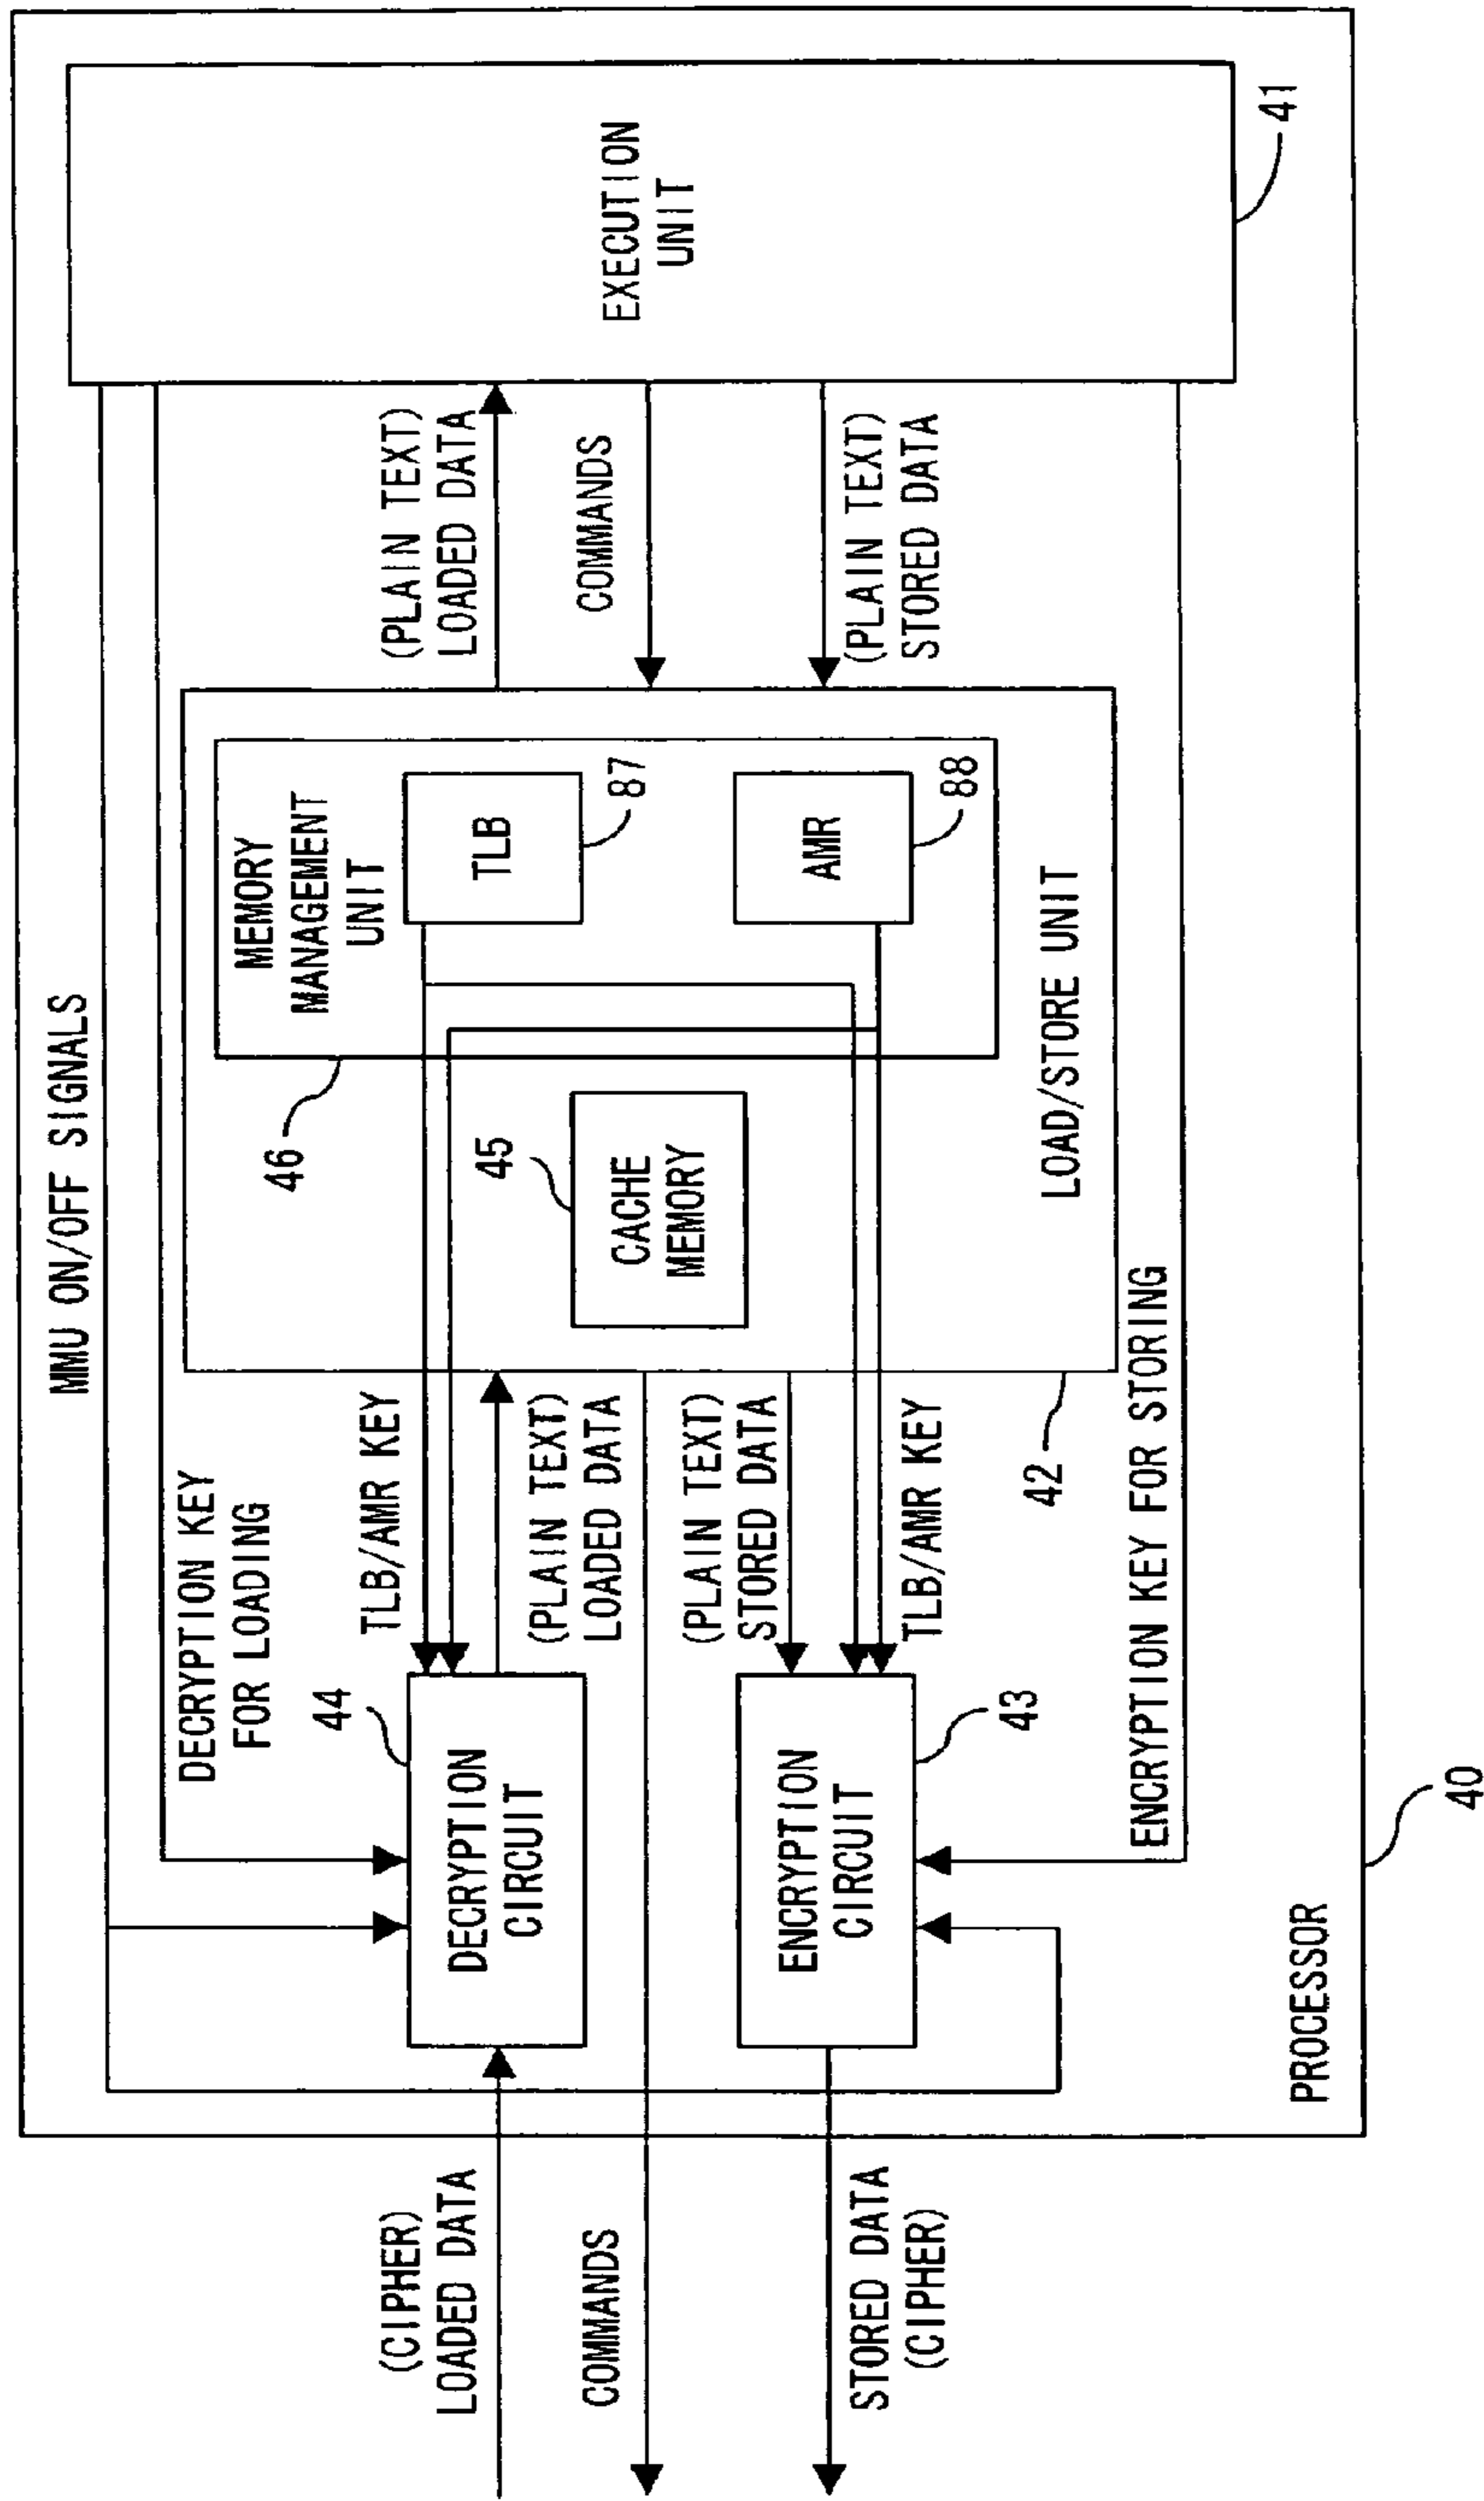 MMU ON/OFF SIGNALS
DECRYPTION KEY
FOR LOADING
(CIPHER)
LOADED DATA
COMMANDS
STORED DATA
(CIPHER)
44
DECRYPTION
CIRCUIT
ENCRYPTION
CIRCUIT
43
TLB/AMR KEY
(PLAIN TEXT)
LOADED DATA
(PLAIN TEXT)
STORED DATA
TLB/AMR KEY
ENCRYPTION KEY FOR STORING
46
45
CACHE
MEMORY
42
LOAD/STORE UNIT
MEMORY
MANAGEMENT
UNIT
TLB
87
AMR
88
(PLAIN TEXT)
LOADED DATA
COMMANDS
(PLAIN TEXT)
STORED DATA
EXECUTION
UNIT
41
PROCESSOR
40